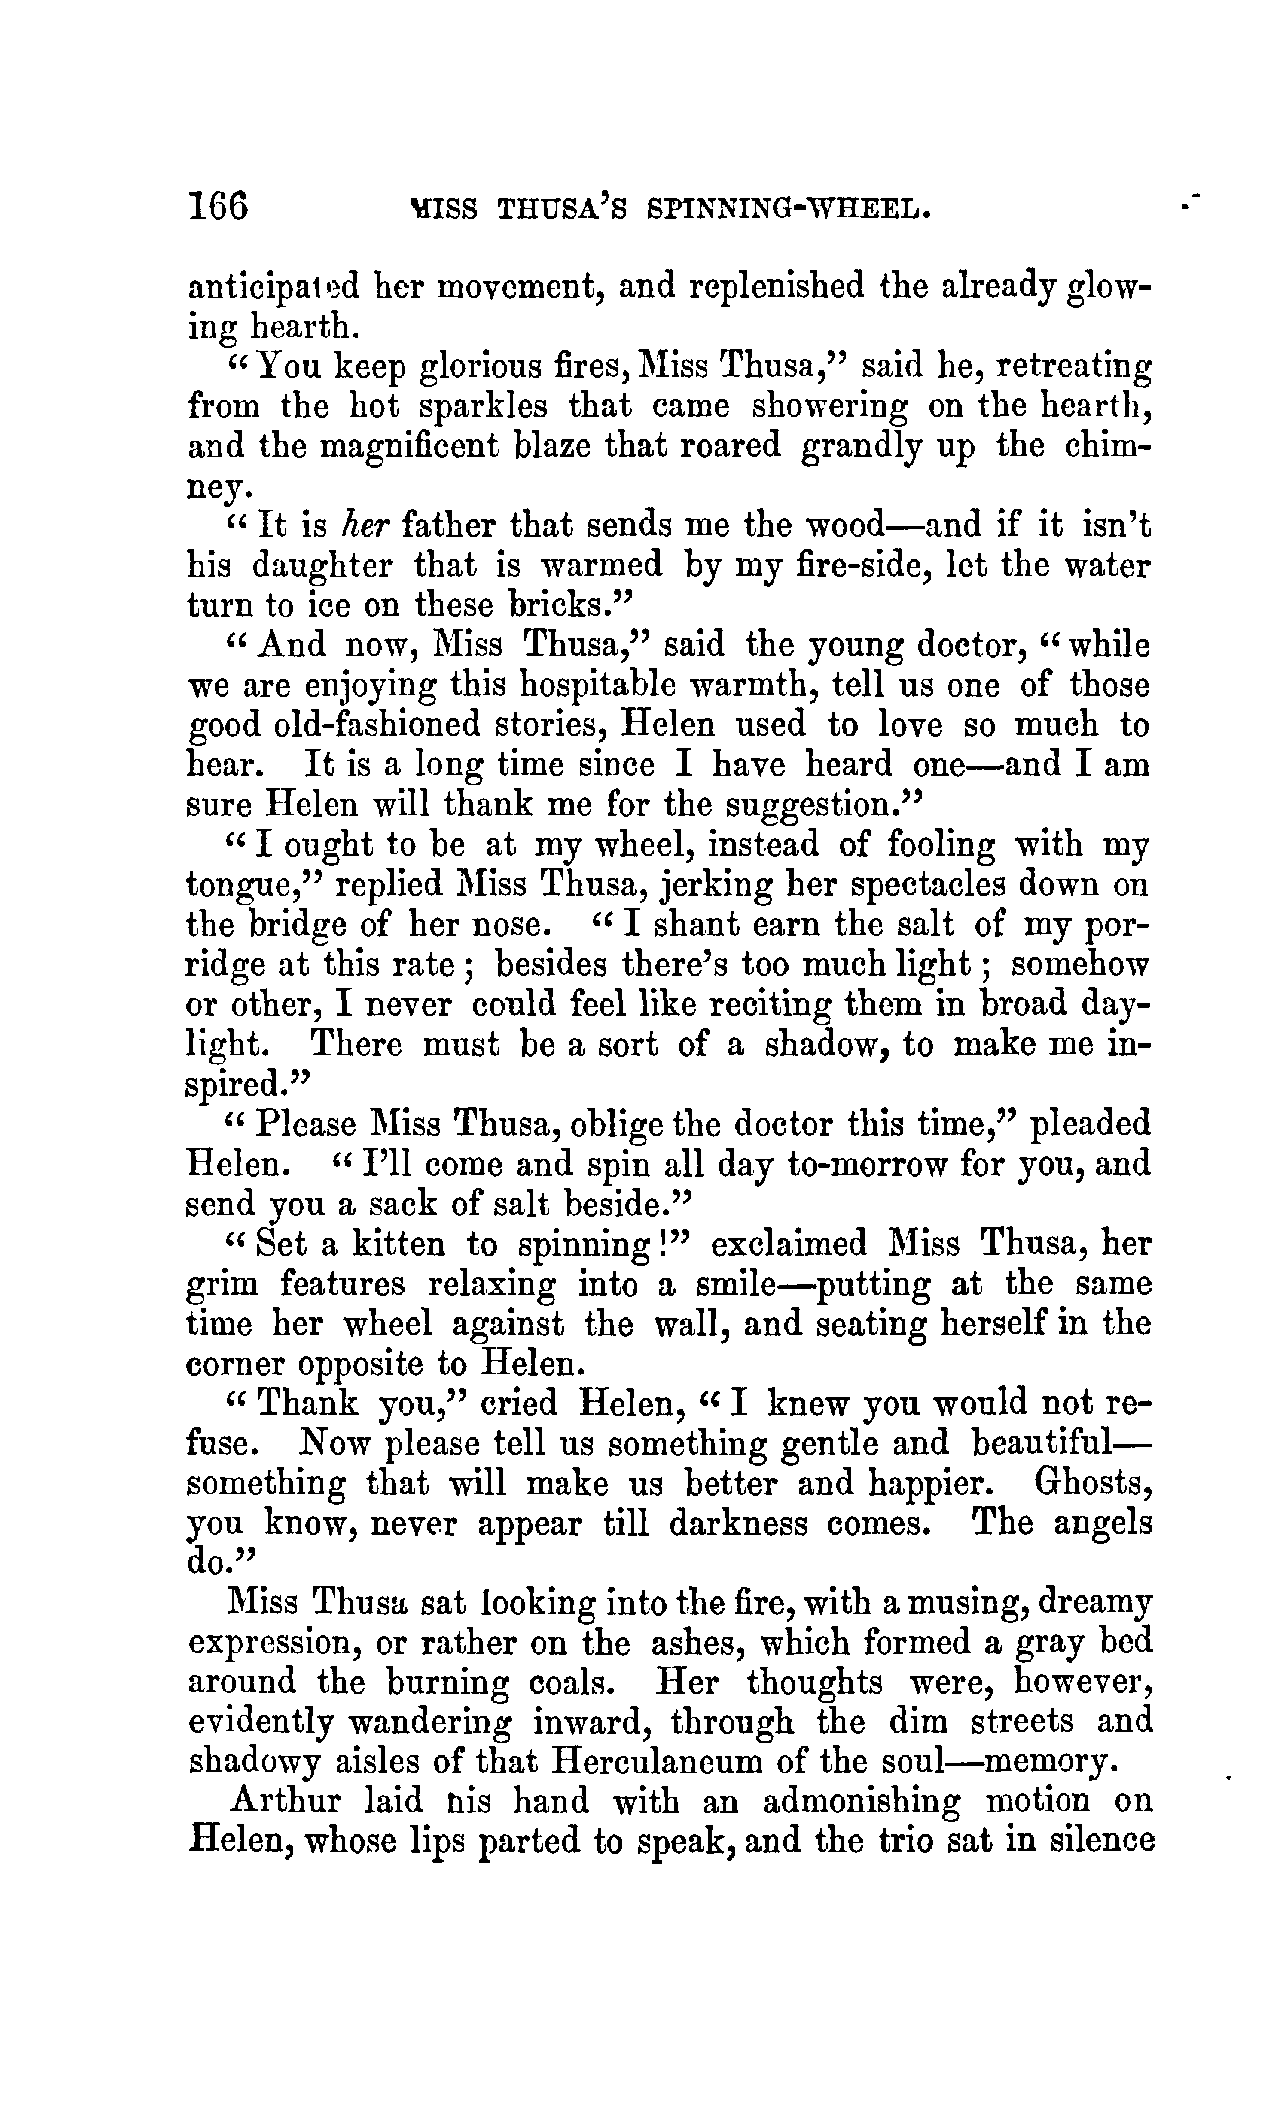 166 MISS THUSA'S SPINNING-WHEEL.
anticipated her movement, and replenished the already glow-
ing hearth.
"You keep glorious fires, Miss Thusa," said he, retreating
from the hot sparkles that came showering on the hearth,
and the magnificent blaze that roared grandly up the chim-
ney.
"It is her father that sends me the wood—and if it isn't
his daughter that is warmed by my fire-side, let the water
turn to ice on these bricks."
"And now, Miss Thusa," said the young doctor, "while
we are enjoying this hospitable warmth, tell us one of those
good old-fashioned stories, Helen used to love so much to
hear. It is a long time since I have heard one—and I am
sure Helen will thank me for the suggestion."
"I ought to be at my wheel, instead of fooling with my
tongue," replied Miss Thusa, jerking her spectacles down on
the bridge of her nose. "I shant earn the salt of my por-
ridge at this rate; besides there's too much light; somehow
or other, I never could feel like reciting them in broad day-
light. There must be a sort of a shadow, to make me in-
spired."
"Please Miss Thusa, oblige the doctor this time," pleaded
Helen. "I'll come and spin all day to-morrow for you, and
send you a sack of salt beside."
"Set a kitten to spinning!" exclaimed Miss Thusa, her
grim features relaxing into a smile—putting at the same
time her wheel against the wall, and seating herself in the
corner opposite to Helen.
"Thank you," cried Helen, "I knew you would not re-
fuse. Now please tell us something gentle and beautiful—
something that will make us better and happier. Ghosts,
you know, never appear till darkness comes. The angels
do."
Miss Thusa sat looking into the fire, with a musing, dreamy
expression, or rather on the ashes, which formed a gray bed
around the burning coals. Her thoughts were, however,
evidently wandering inward, through the dim streets and
shadowy aisles of that Herculaneum of the soul—memory.
Arthur laid his hand with an admonishing motion on
Helen, whose lips parted to speak, and the trio sat in silence